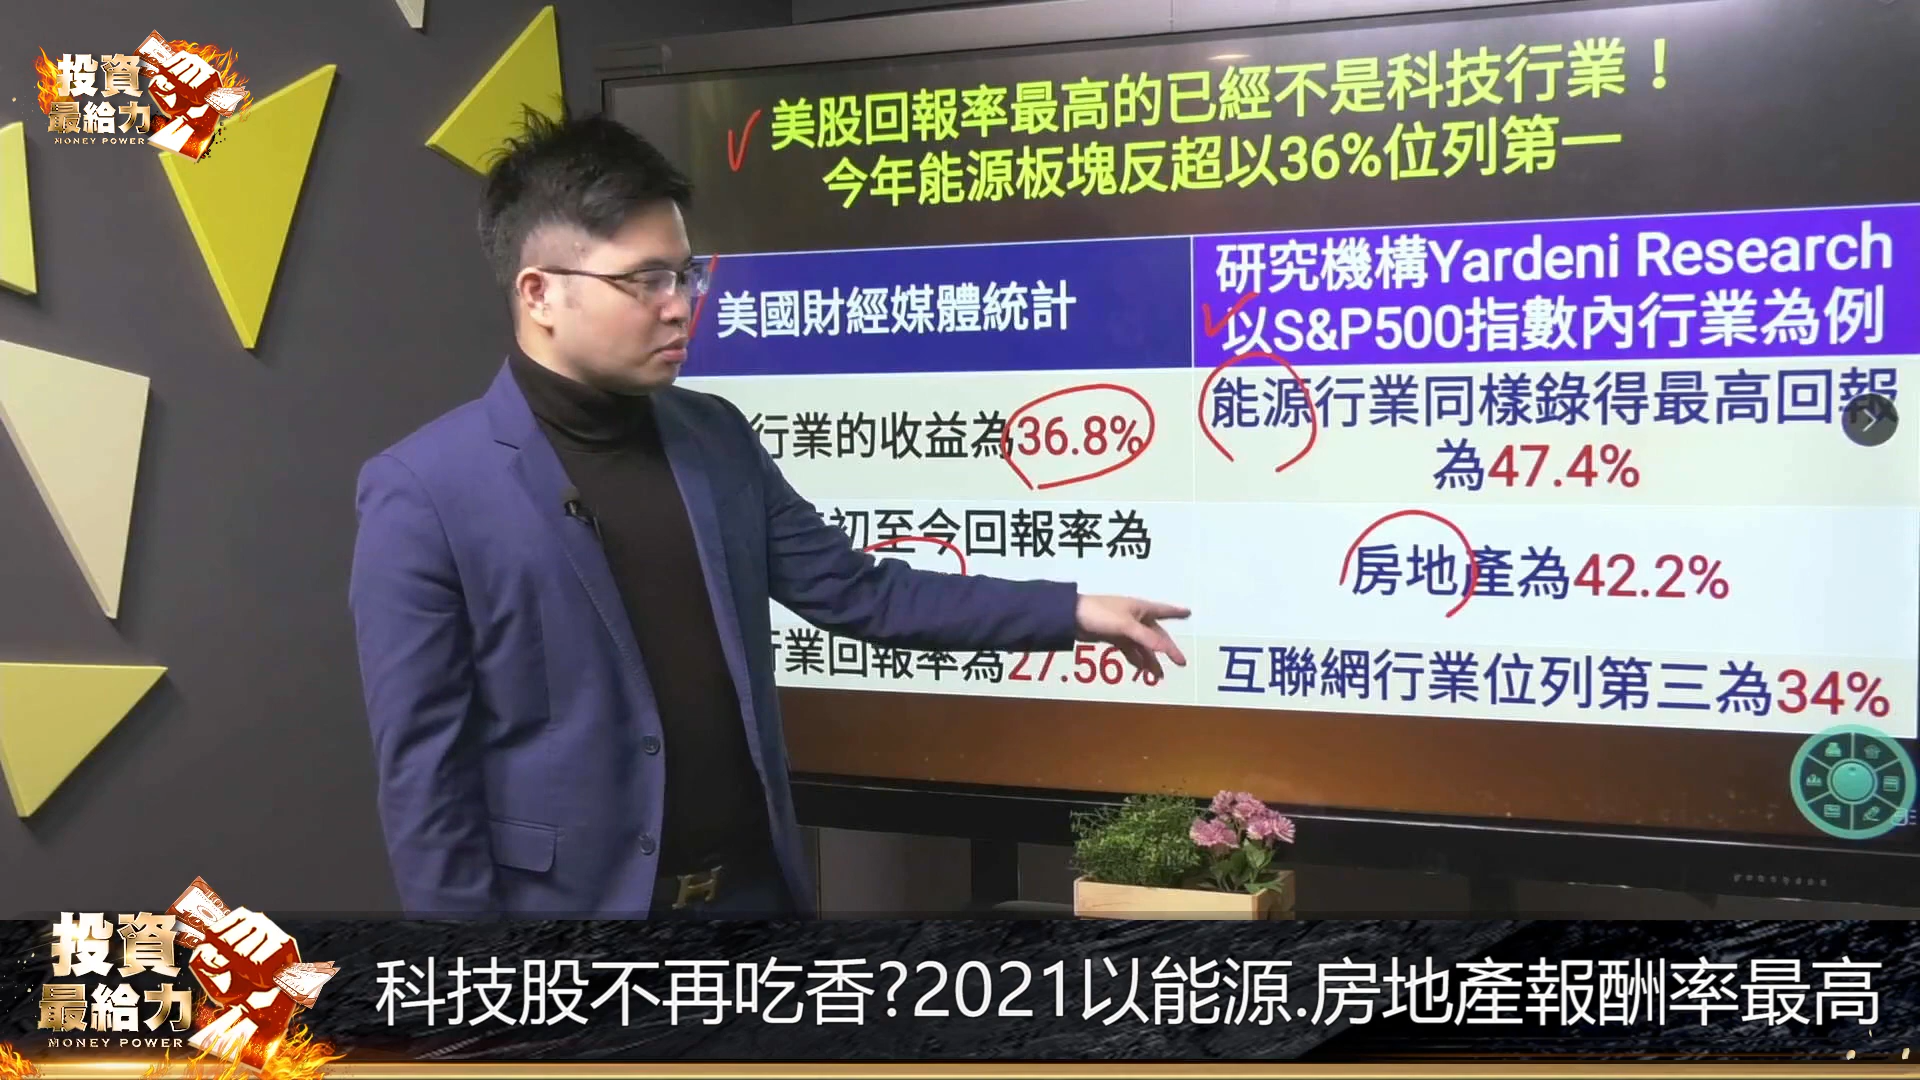 投資
最給力
MONEY POWER
美股回報率最高的已經不是科技行業！
今年能源板塊反超以36%位列第一
美國財經媒體統計
研究機構Yardeni Research
以S&P500指數內行業為例
行業的收益為36.8%
能源行業同樣錄得最高回報
為47.4%
初至今回報率為
房地產為42.2%
行業回報率為27.56%
互聯網行業位列第三為34%
投資
最給力
MONEY POWER
科技股不再吃香?2021以能源.房地產報酬率最高